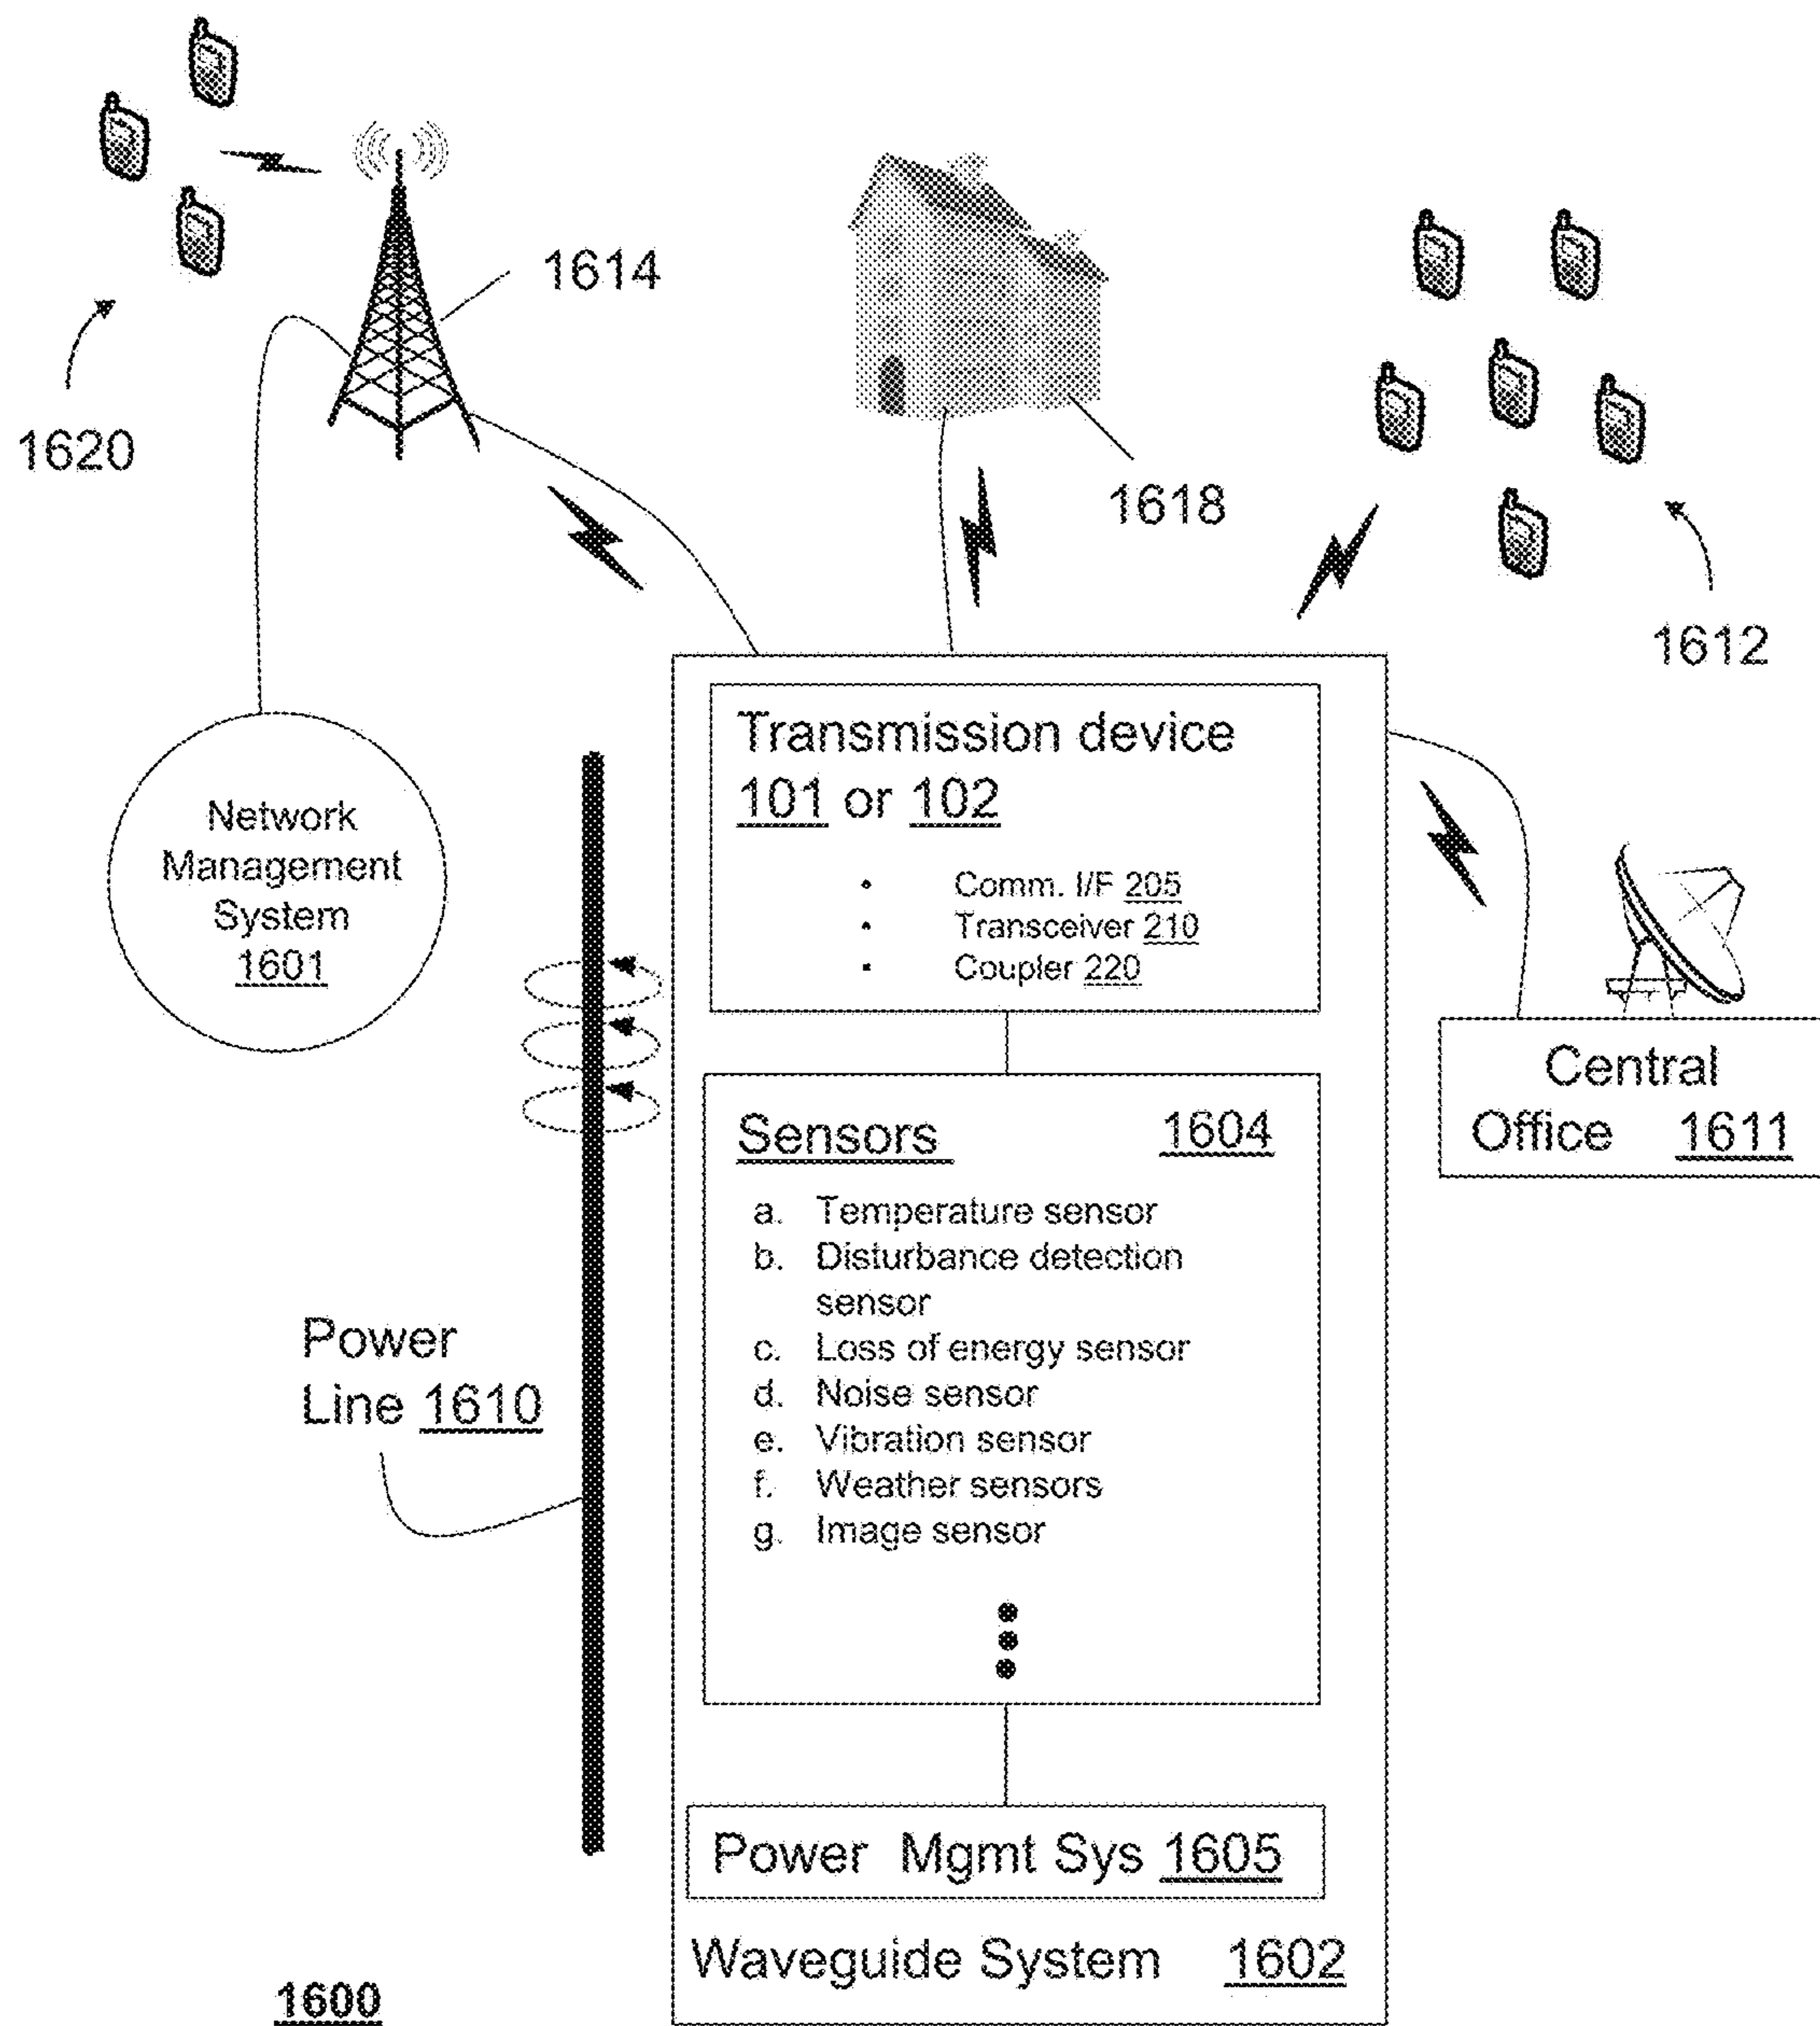 1614
1620
1618
1612
Network
Management
System
1601
Transmission device
101 or 102
• Comm. I/F 205
• Transceiver 210
• Coupler 220
Central
Office 1611
Sensors 1604
a. Temperature sensor
b. Disturbance detection
sensor
c. Loss of energy sensor
d. Noise sensor
e. Vibration sensor
f. Weather sensors
g. Image sensor
Power
Line 1610
Power Mgmt Sys 1605
Waveguide System 1602
1600